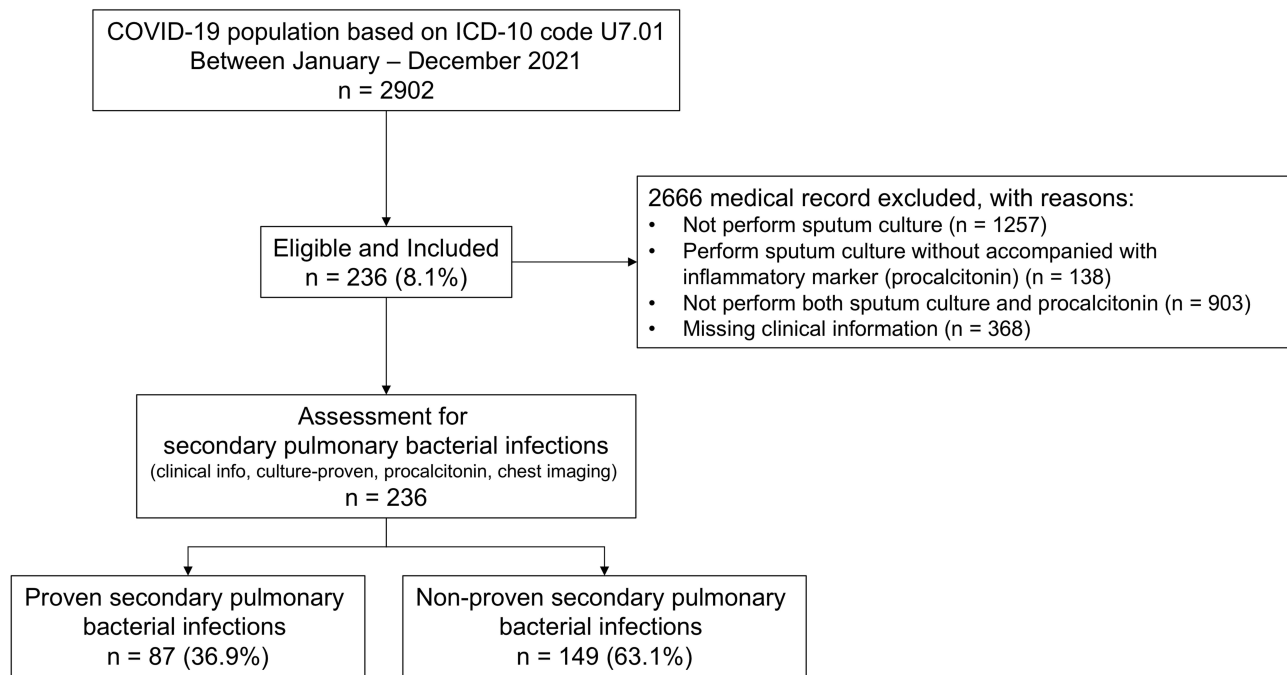 COVID-19 population based on ICD-10 code U7.01
Between January – December 2021
n = 2902
2666 medical record excluded, with reasons:
• Not perform sputum culture (n = 1257)
• Perform sputum culture without accompanied with
inflammatory marker (procalcitonin) (n = 138)
• Not perform both sputum culture and procalcitonin (n = 903)
• Missing clinical information (n = 368)
Eligible and Included
n = 236 (8.1%)
Assessment for
secondary pulmonary bacterial infections
(clinical info, culture-proven, procalcitonin, chest imaging)
n = 236
Proven secondary pulmonary
bacterial infections
n = 87 (36.9%)
Non-proven secondary pulmonary
bacterial infections
n = 149 (63.1%)